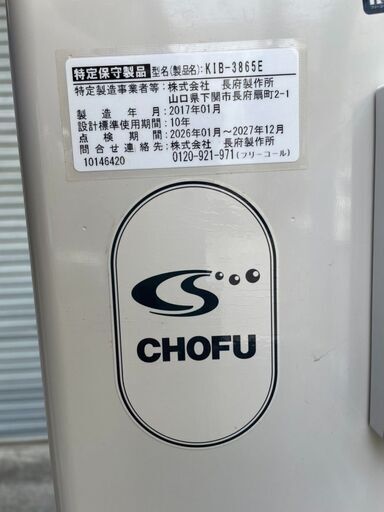 特定保守製品 型名(製品名): KIB-3865E
特定製造事業者等: 株式会社 長府製作所
山口県下関市長府扇町2-1
製造年月: 2017年01月
設計標準使用期間: 10年
点検期間: 2026年01月～2027年12月
問合せ連絡先: 株式会社 長府製作所
10146420 0120-921-971(フリーコール)
CHOFU